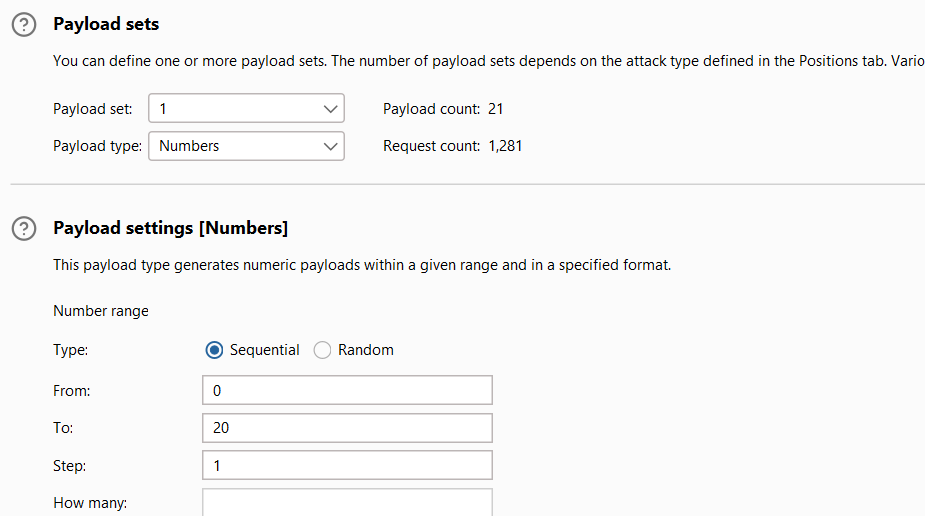 Payload sets
You can define one or more payload sets. The number of payload sets depends on the attack type defined in the Positions tab. Vario
Payload set: 1 Payload count: 21
Payload type: Numbers Request count: 1,281
Payload settings [Numbers]
This payload type generates numeric payloads within a given range and in a specified format.
Number range
Type: Sequential Random
From: 0
To: 20
Step: 1
How many: